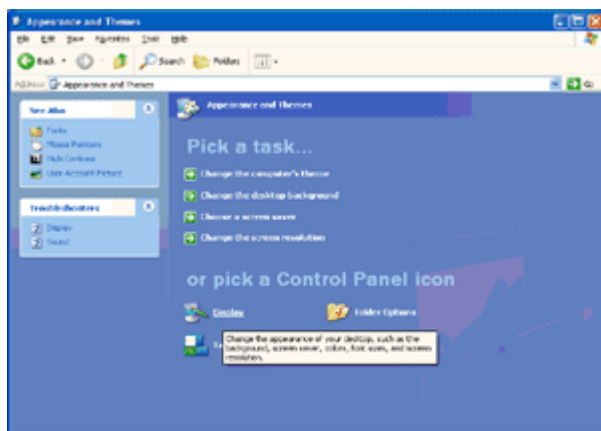 Appearance and Themes
File Edit View Favorites Tools Help
Back Search Folders
Address Appearance and Themes Go
See Also
Fonts
Mouse Pointers
High Contrast
User Account Picture
Troubleshooters
Display
Sound
Appearance and Themes
Pick a task...
Change the computer's theme
Change the desktop background
Choose a screen saver
Change the screen resolution
or pick a Control Panel icon
Display Folder Options
Change the appearance of your desktop, such as the
background, screen saver, colors, font sizes, and screen
resolution.